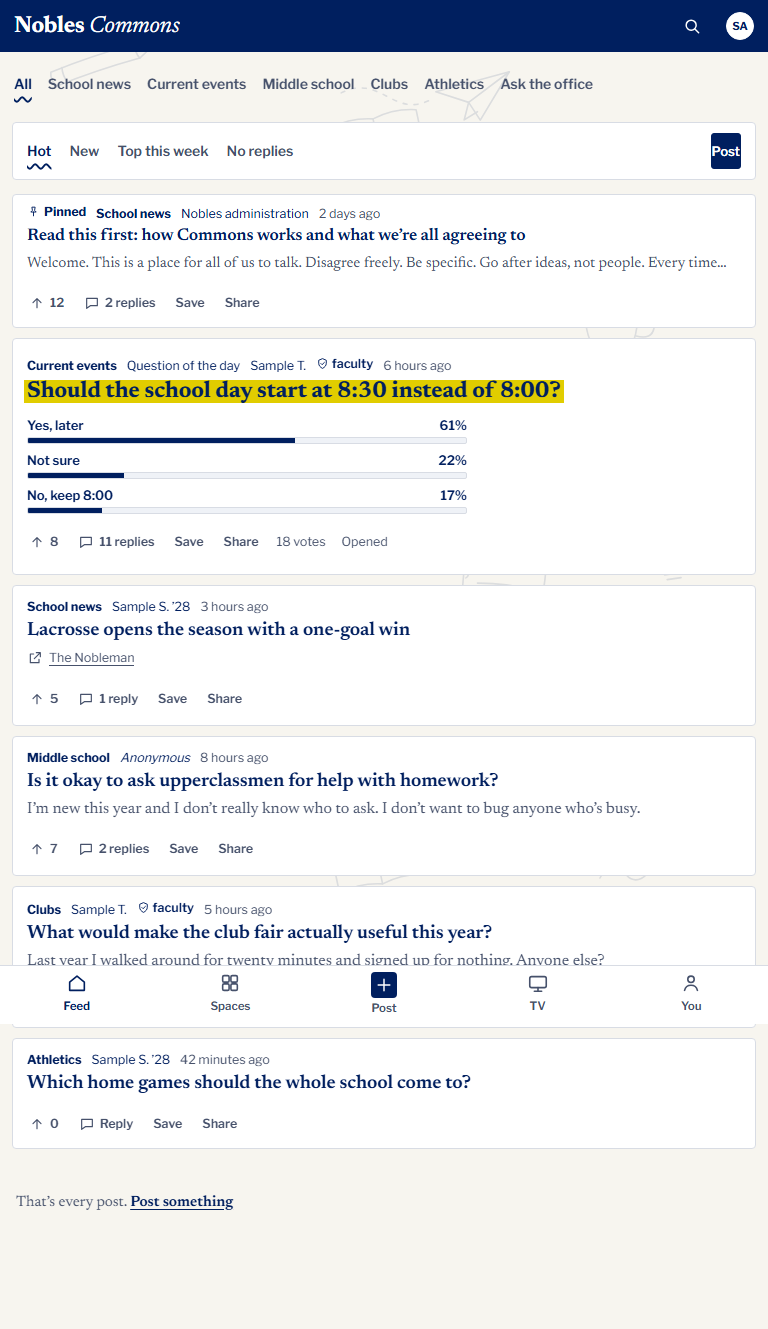 Nobles Commons
SA
All School news Current events Middle school Clubs Athletics Ask the office
Hot New Top this week No replies Post
Pinned School news Nobles administration 2 days ago
Read this first: how Commons works and what we’re all agreeing to
Welcome. This is a place for all of us to talk. Disagree freely. Be specific. Go after ideas, not people. Every time...
12 2 replies Save Share
Current events Question of the day Sample T. faculty 6 hours ago
Should the school day start at 8:30 instead of 8:00?
Yes, later 61%
Not sure 22%
No, keep 8:00 17%
8 11 replies Save Share 18 votes Opened
School news Sample S. ’28 3 hours ago
Lacrosse opens the season with a one-goal win
The Nobleman
5 1 reply Save Share
Middle school Anonymous 8 hours ago
Is it okay to ask upperclassmen for help with homework?
I’m new this year and I don’t really know who to ask. I don’t want to bug anyone who’s busy.
7 2 replies Save Share
Clubs Sample T. faculty 5 hours ago
What would make the club fair actually useful this year?
Last year I walked around for twenty minutes and signed up for nothing. Anyone else?
Feed Spaces Post TV You
Athletics Sample S. ’28 42 minutes ago
Which home games should the whole school come to?
0 Reply Save Share
That’s every post. Post something